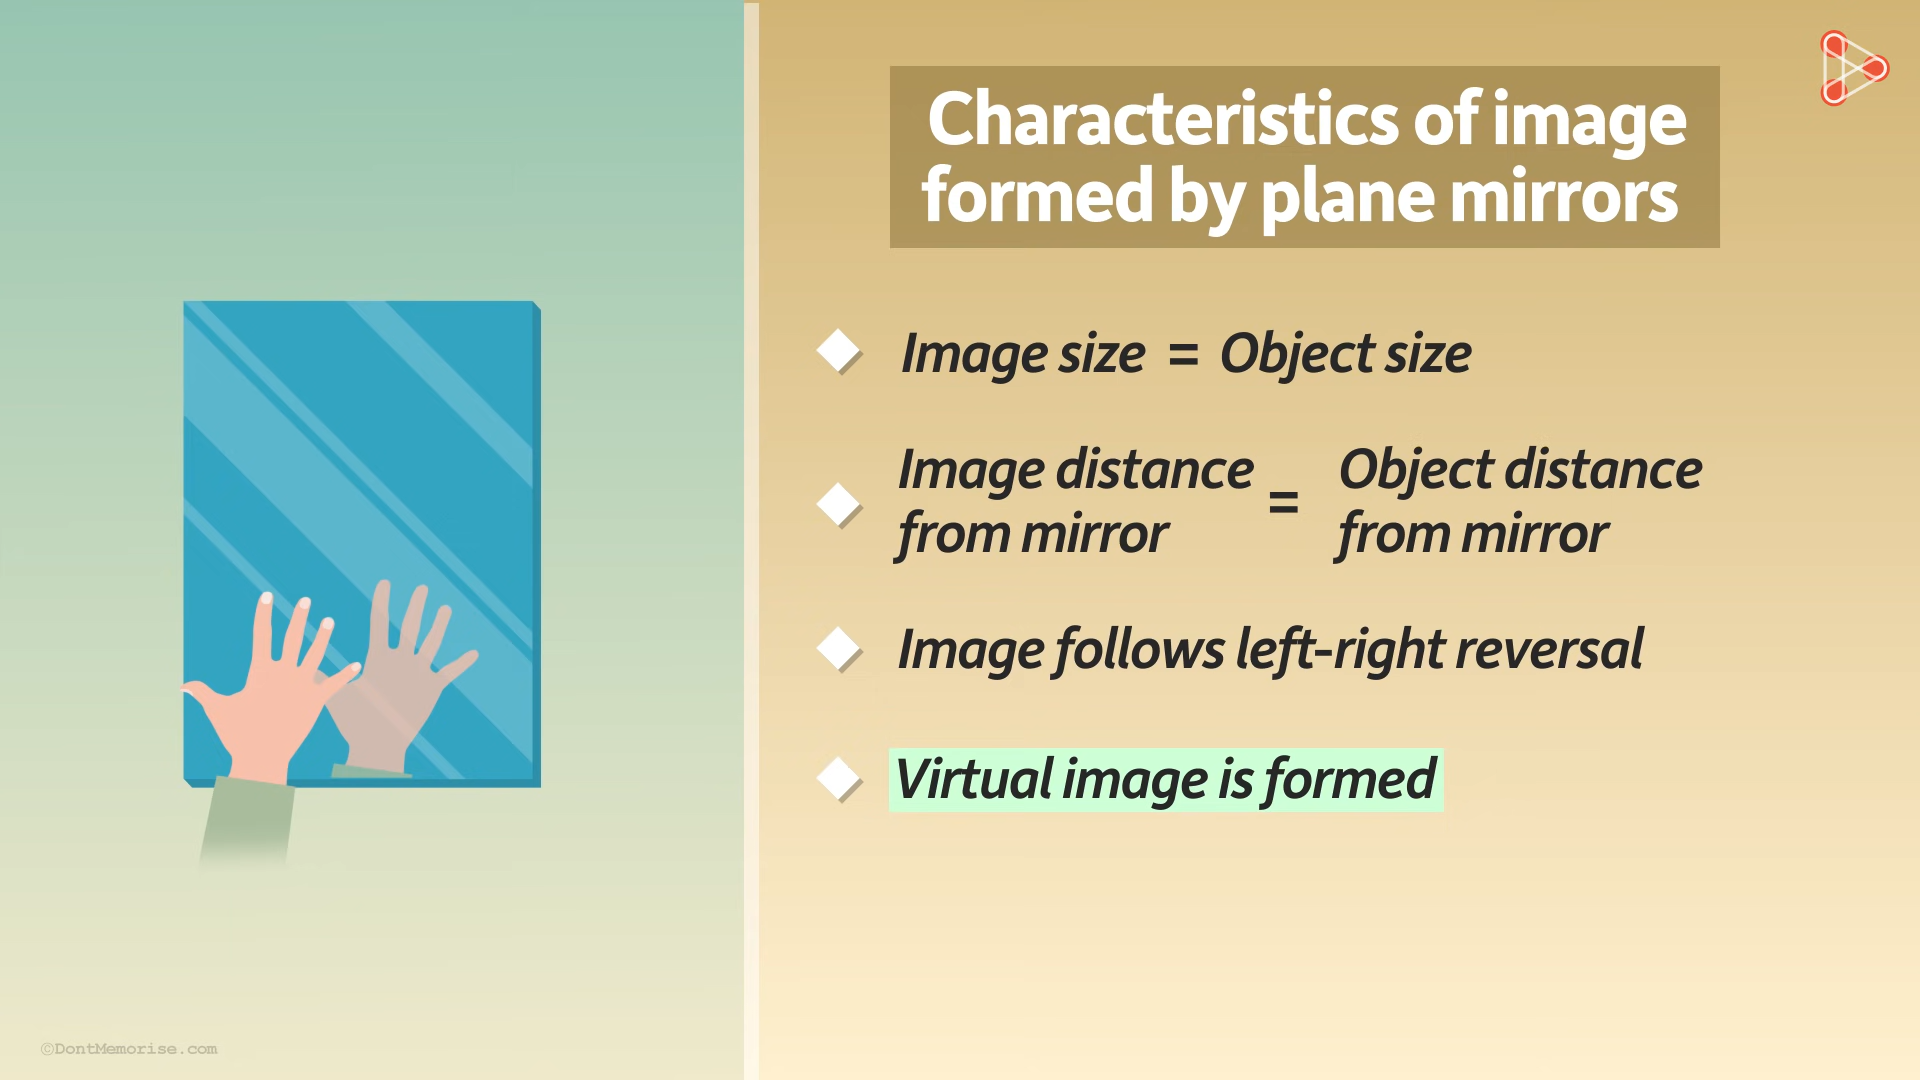 Characteristics of image
formed by plane mirrors
Image size = Object size
Image distance
from mirror
=
Object distance
from mirror
Image follows left-right reversal
Virtual image is formed
©DontMemorise.com